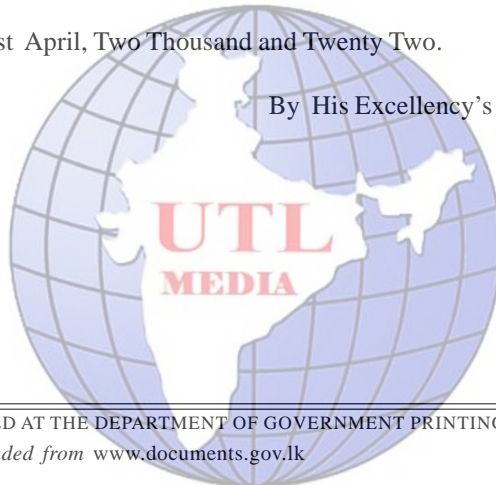 st April, Two Thousand and Twenty Two.
By His Excellency’s
UTL
MEDIA
ED AT THE DEPARTMENT OF GOVERNMENT PRINTING
ded from www.documents.gov.lk